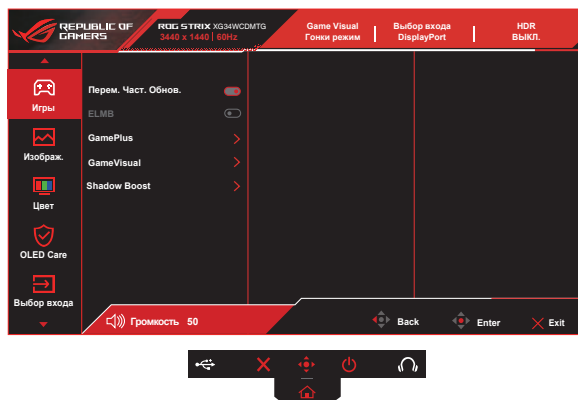 REPUBLIC OF
GAMERS
ROG STRIX XG34WCDMTG
3440 x 1440 | 60Hz
Game Visual
Гонки режим
Выбор входа
DisplayPort
HDR
ВЫКЛ.
Игры
Изображ.
Цвет
OLED Care
Выбор входа
Перем. Част. Обнов.
ELMB
GamePlus
GameVisual
Shadow Boost
Громкость 50
Back
Enter
Exit